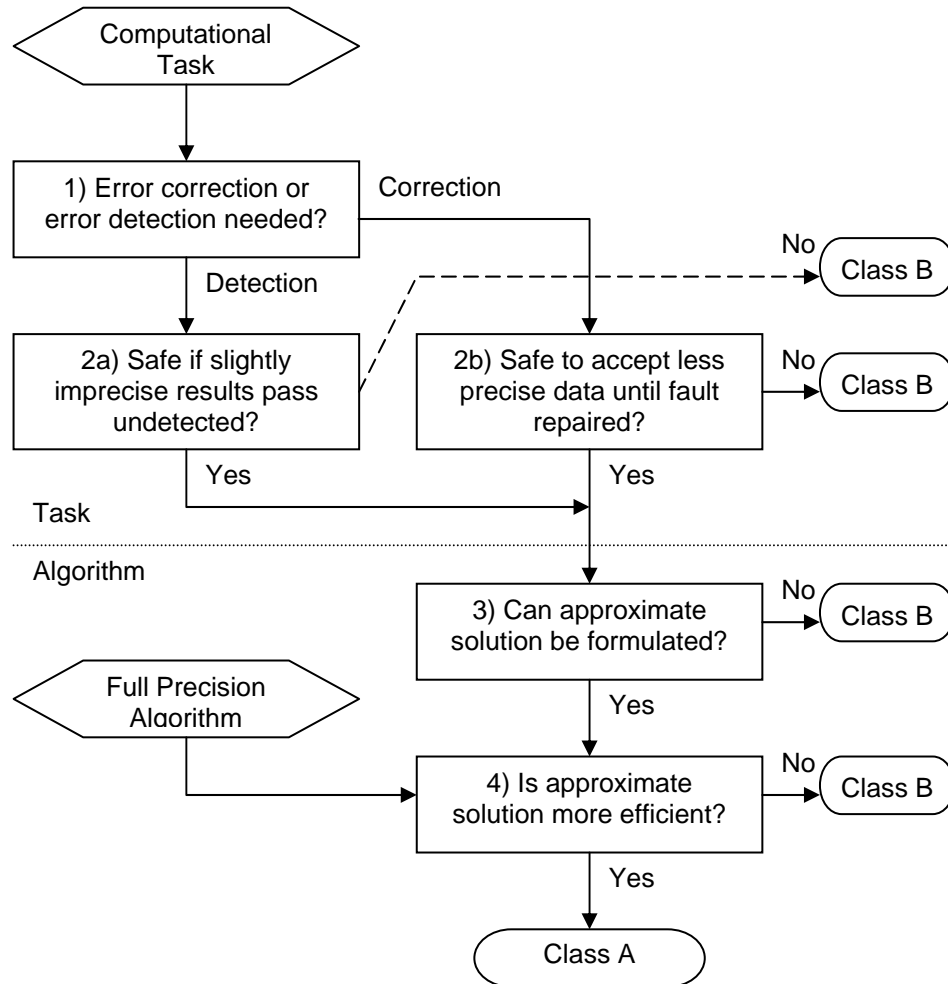 Computational
Task
1) Error correction or
error detection needed?
Correction
Detection
No
Class B
2a) Safe if slightly
imprecise results pass
undetected?
2b) Safe to accept less
precise data until fault
repaired?
No
Class B
Yes
Yes
Task
Algorithm
3) Can approximate
solution be formulated?
No
Class B
Full Precision
Algorithm
Yes
4) Is approximate
solution more efficient?
No
Class B
Yes
Class A